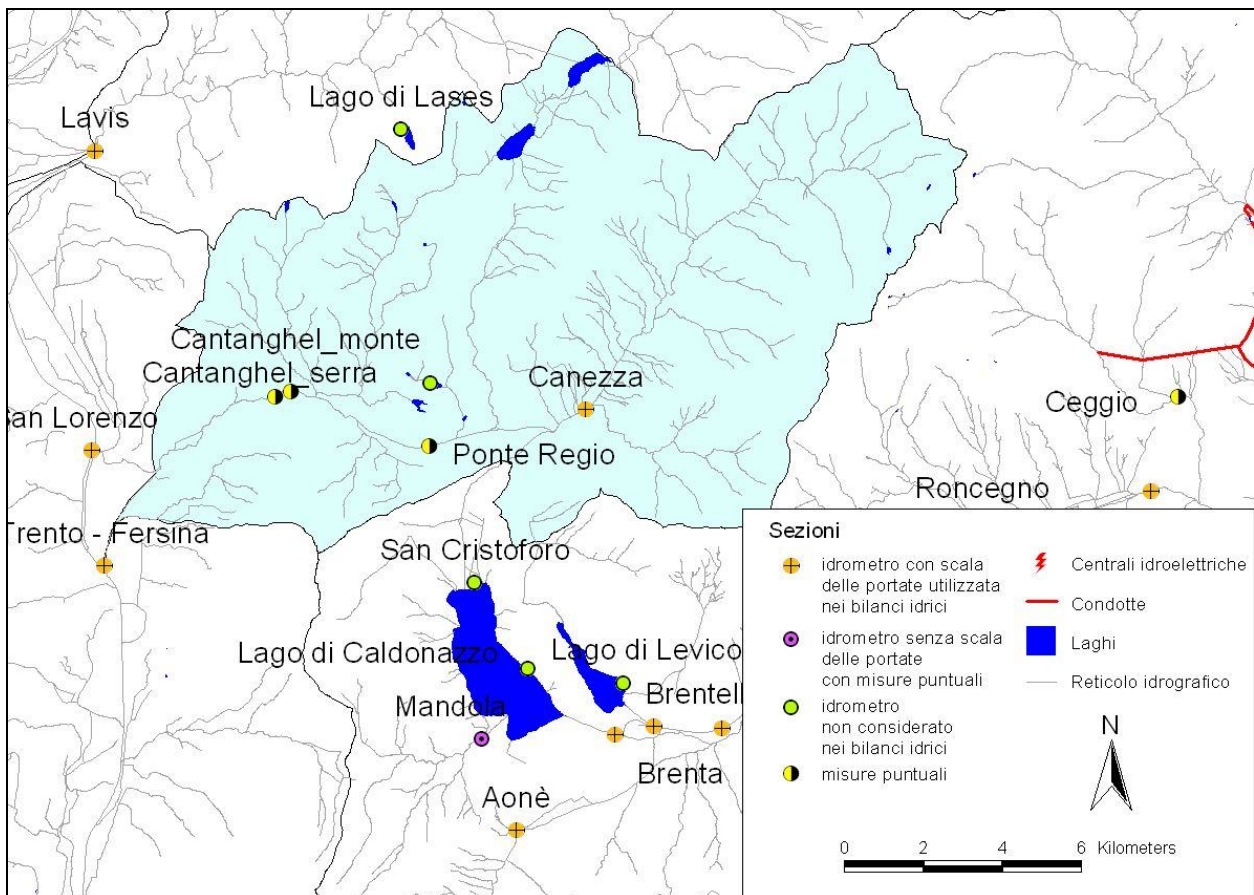 Lago di Lases
Lavis
Cantanghel_monte
Cantanghel_serra
Canezza
Ceggio
San Lorenzo
Ponte Regio
Roncegno
Trento - Fersina
San Cristoforo
Lago di Caldonazzo
Lago di Levico
Mandola
Brentell
Brenta
Aonè
Sezioni
idrometro con scala
delle portate utilizzata
nei bilanci idrici
idrometro senza scala
delle portate
con misure puntuali
idrometro
non considerato
nei bilanci idrici
misure puntuali
Centrali idroelettriche
Condotte
Laghi
Reticolo idrografico
N
0 2 4 6 Kilometers